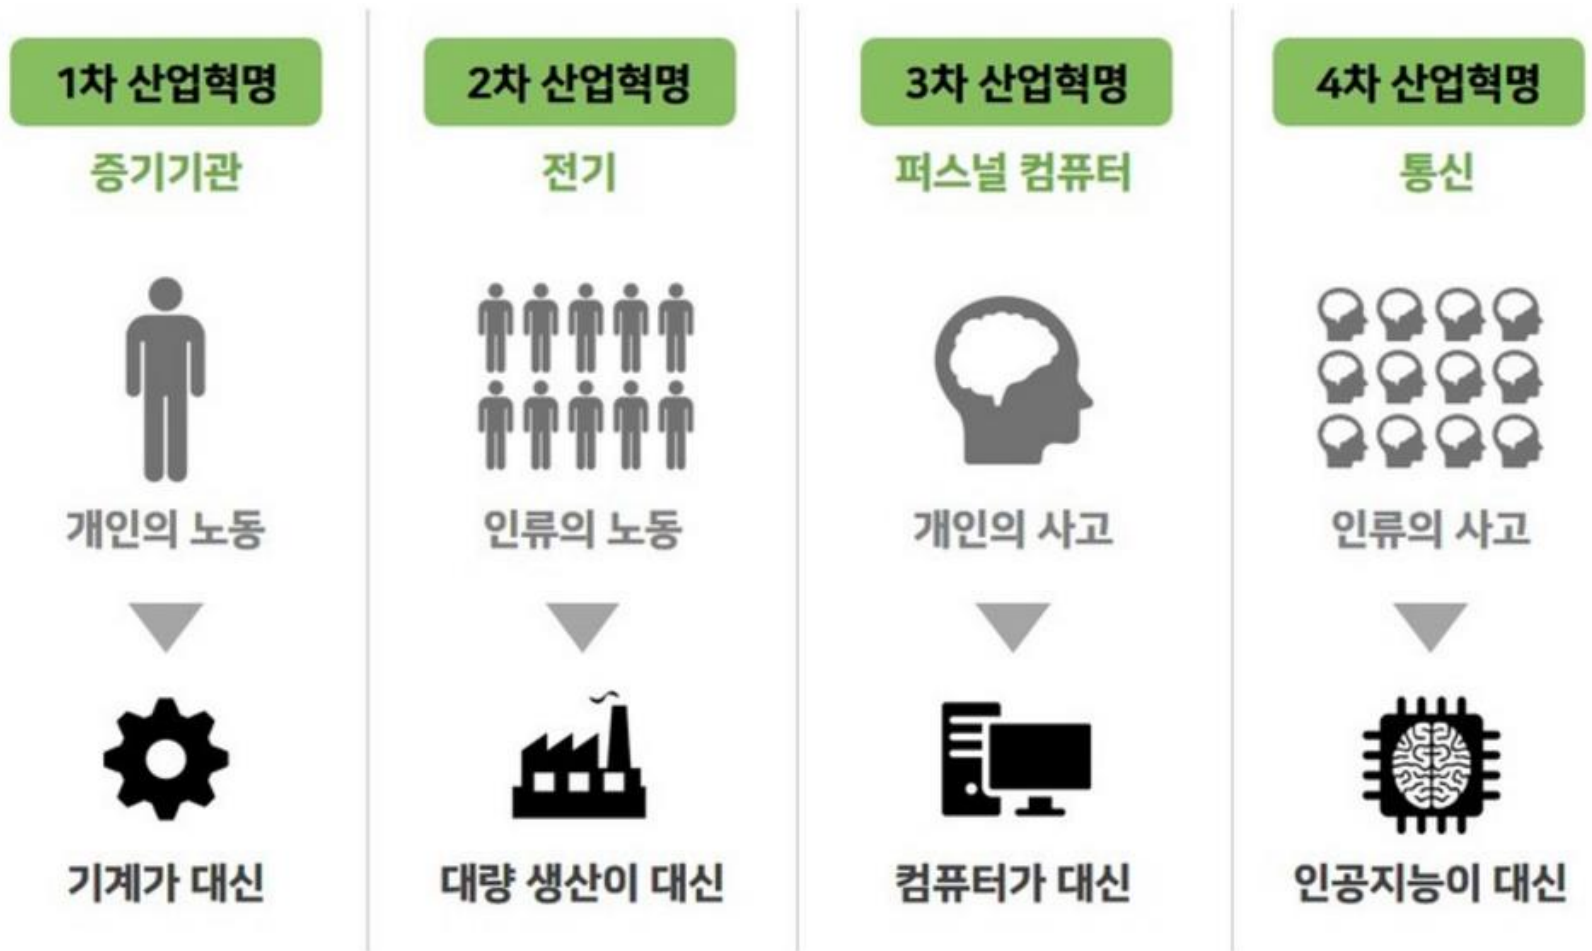 1차 산업혁명
증기기관
개인의 노동
기계가 대신
2차 산업혁명
전기
인류의 노동
대량 생산이 대신
3차 산업혁명
퍼스널 컴퓨터
개인의 사고
컴퓨터가 대신
4차 산업혁명
통신
인류의 사고
인공지능이 대신